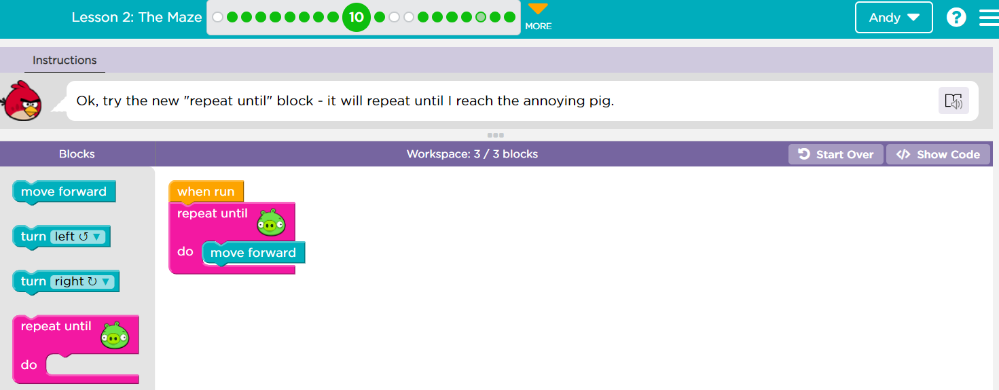 Lesson 2: The Maze
10
MORE
Andy
?
Instructions
Ok, try the new "repeat until" block - it will repeat until I reach the annoying pig.
Blocks
Workspace: 3 / 3 blocks
Start Over
</> Show Code
move forward
turn left ↺ ▼
turn right ↻ ▼
repeat until
do
when run
repeat until
do
move forward